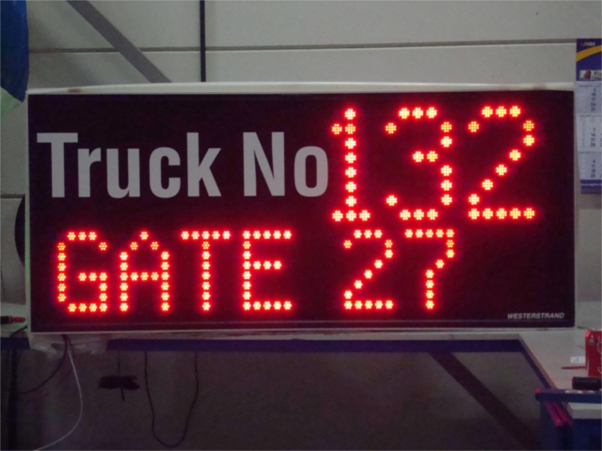 Truck No 132
GATE 27
WESTERSTRAND